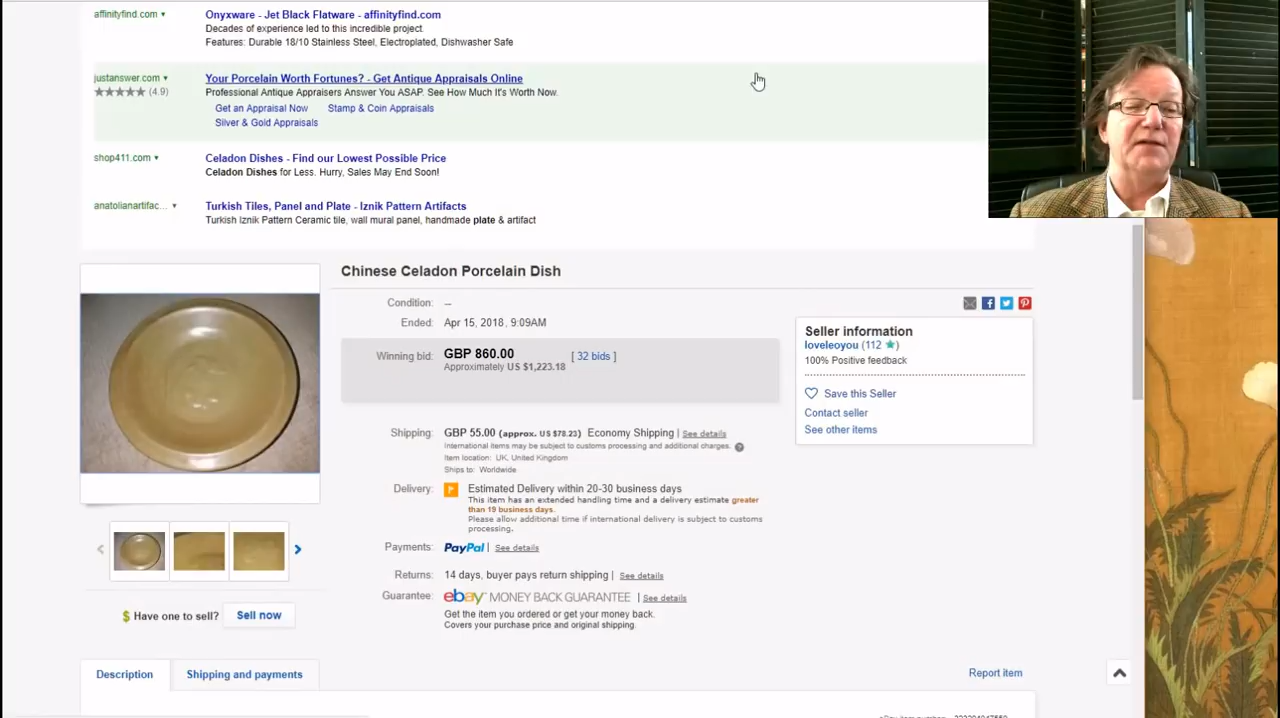 affinityfind.com
Onyxware - Jet Black Flatware - affinityfind.com
Decades of experience led to this incredible project.
Features: Durable 18/10 Stainless Steel, Electroplated, Dishwasher Safe
justanswer.com
Your Porcelain Worth Fortunes? - Get Antique Appraisals Online
(4.9)
Professional Antique Appraisers Answer You ASAP. See How Much It's Worth Now.
Get an Appraisal Now Stamp & Coin Appraisals
Silver & Gold Appraisals
shop411.com
Celadon Dishes - Find our Lowest Possible Price
Celadon Dishes for Less. Hurry, Sales May End Soon!
anatolianartifac...
Turkish Tiles, Panel and Plate - Iznik Pattern Artifacts
Turkish Iznik Pattern Ceramic tile, wall mural panel, handmade plate & artifact
Chinese Celadon Porcelain Dish
Condition: --
Ended: Apr 15, 2018, 9:09AM
Winning bid: GBP 860.00 [ 32 bids ]
Approximately US $1,223.18
Shipping: GBP 55.00 (approx. US $78.23) Economy Shipping | See details
International items may be subject to customs processing and additional charges.
Item location: UK, United Kingdom
Ships to: Worldwide
Delivery: Estimated Delivery within 20-30 business days
This item has an extended handling time and a delivery estimate greater
than 19 business days.
Please allow additional time if international delivery is subject to customs
processing.
Payments: PayPal | See details
Returns: 14 days, buyer pays return shipping | See details
Guarantee: ebay MONEY BACK GUARANTEE | See details
Get the item you ordered or get your money back.
Covers your purchase price and original shipping.
Seller information
loveleoyou (112)
100% Positive feedback
Save this Seller
Contact seller
See other items
$ Have one to sell? Sell now
Description Shipping and payments
Report item